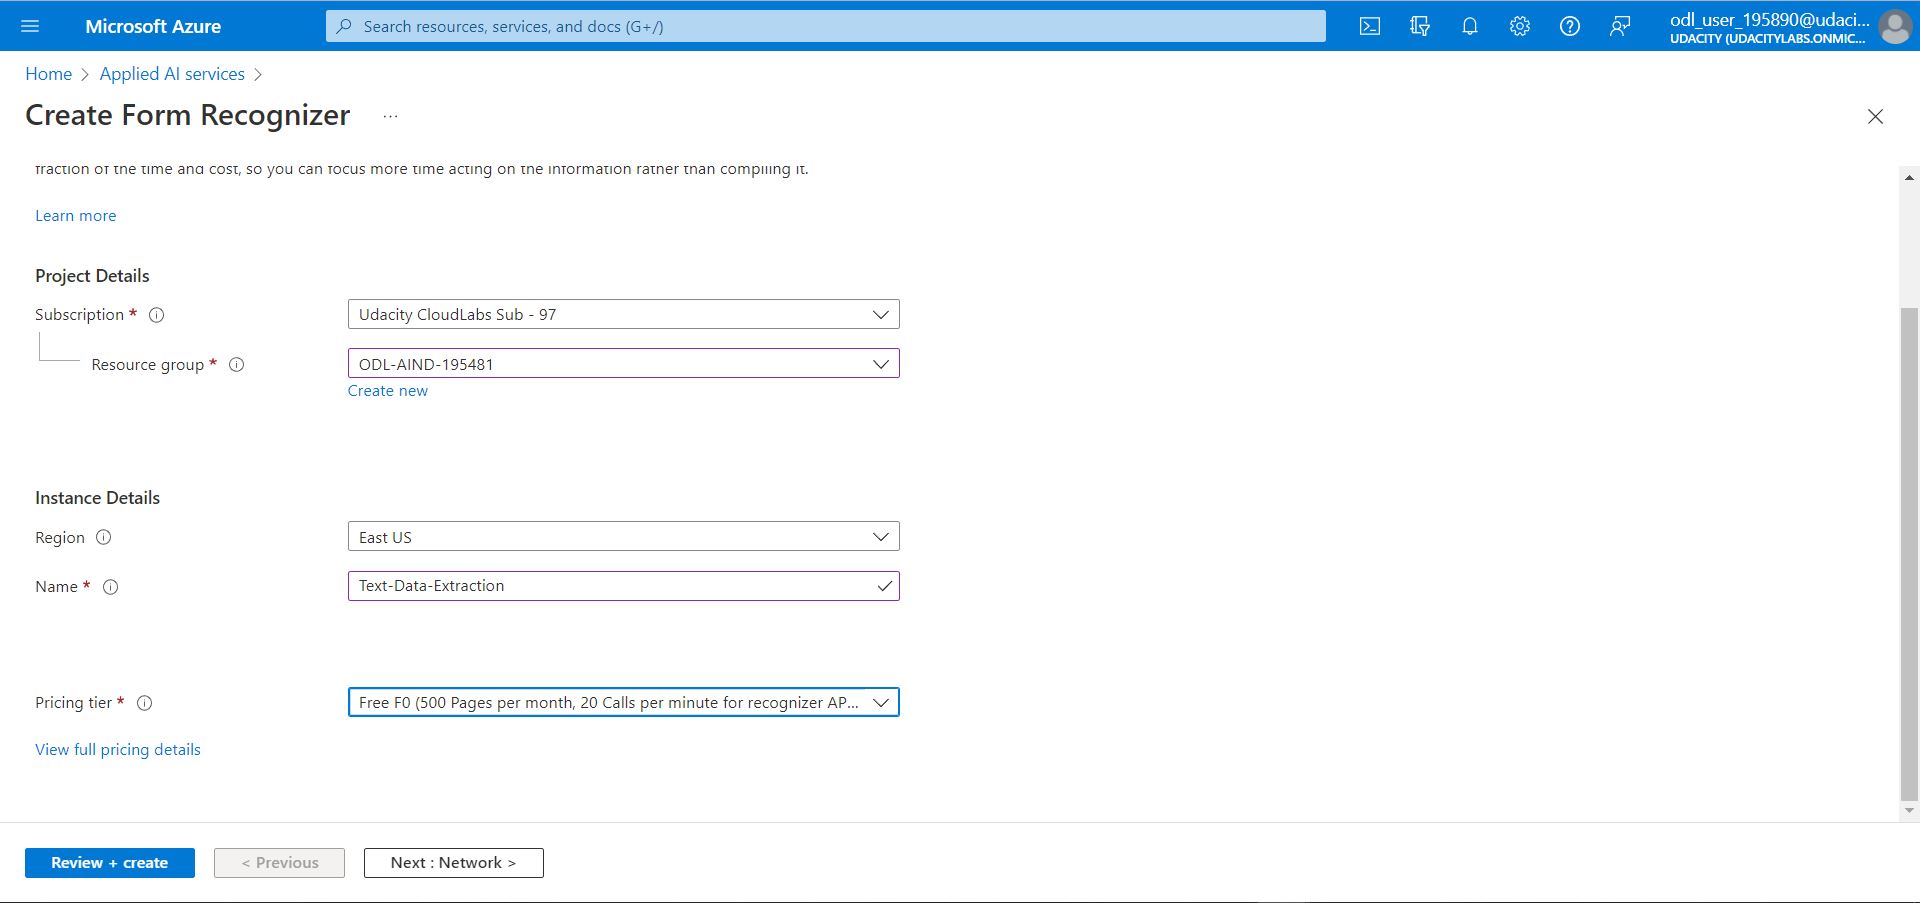 Microsoft Azure
Search resources, services, and docs (G+/)
odl_user_195890@udaci...
UDACITY (UDACITYLABS.ONMIC...
Home > Applied AI services >
Create Form Recognizer ...
fraction of the time and cost, so you can focus more time acting on the information rather than compiling it.
Learn more
Project Details
Subscription * Udacity CloudLabs Sub - 97
Resource group * ODL-AIND-195481
Create new
Instance Details
Region East US
Name * Text-Data-Extraction
Pricing tier * Free F0 (500 Pages per month, 20 Calls per minute for recognizer AP...
View full pricing details
Review + create < Previous Next : Network >